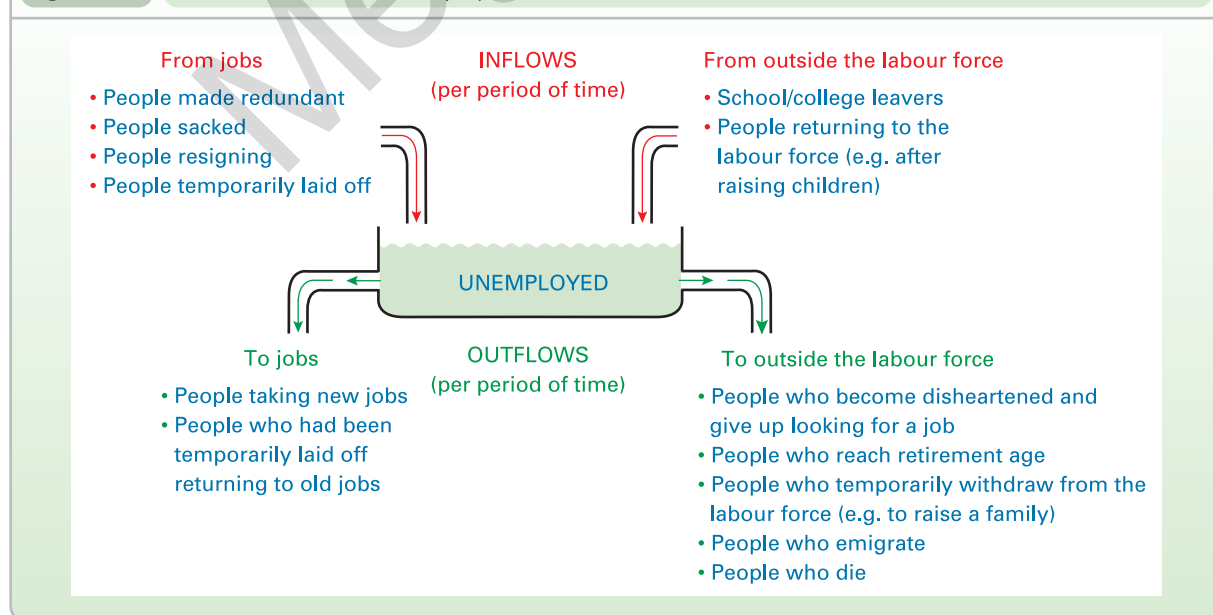 From jobs
• People made redundant
• People sacked
• People resigning
• People temporarily laid off
INFLOWS
(per period of time)
From outside the labour force
• School/college leavers
• People returning to the
labour force (e.g. after
raising children)
UNEMPLOYED
To jobs
• People taking new jobs
• People who had been
temporarily laid off
returning to old jobs
OUTFLOWS
(per period of time)
To outside the labour force
• People who become disheartened and
give up looking for a job
• People who reach retirement age
• People who temporarily withdraw from the
labour force (e.g. to raise a family)
• People who emigrate
• People who die